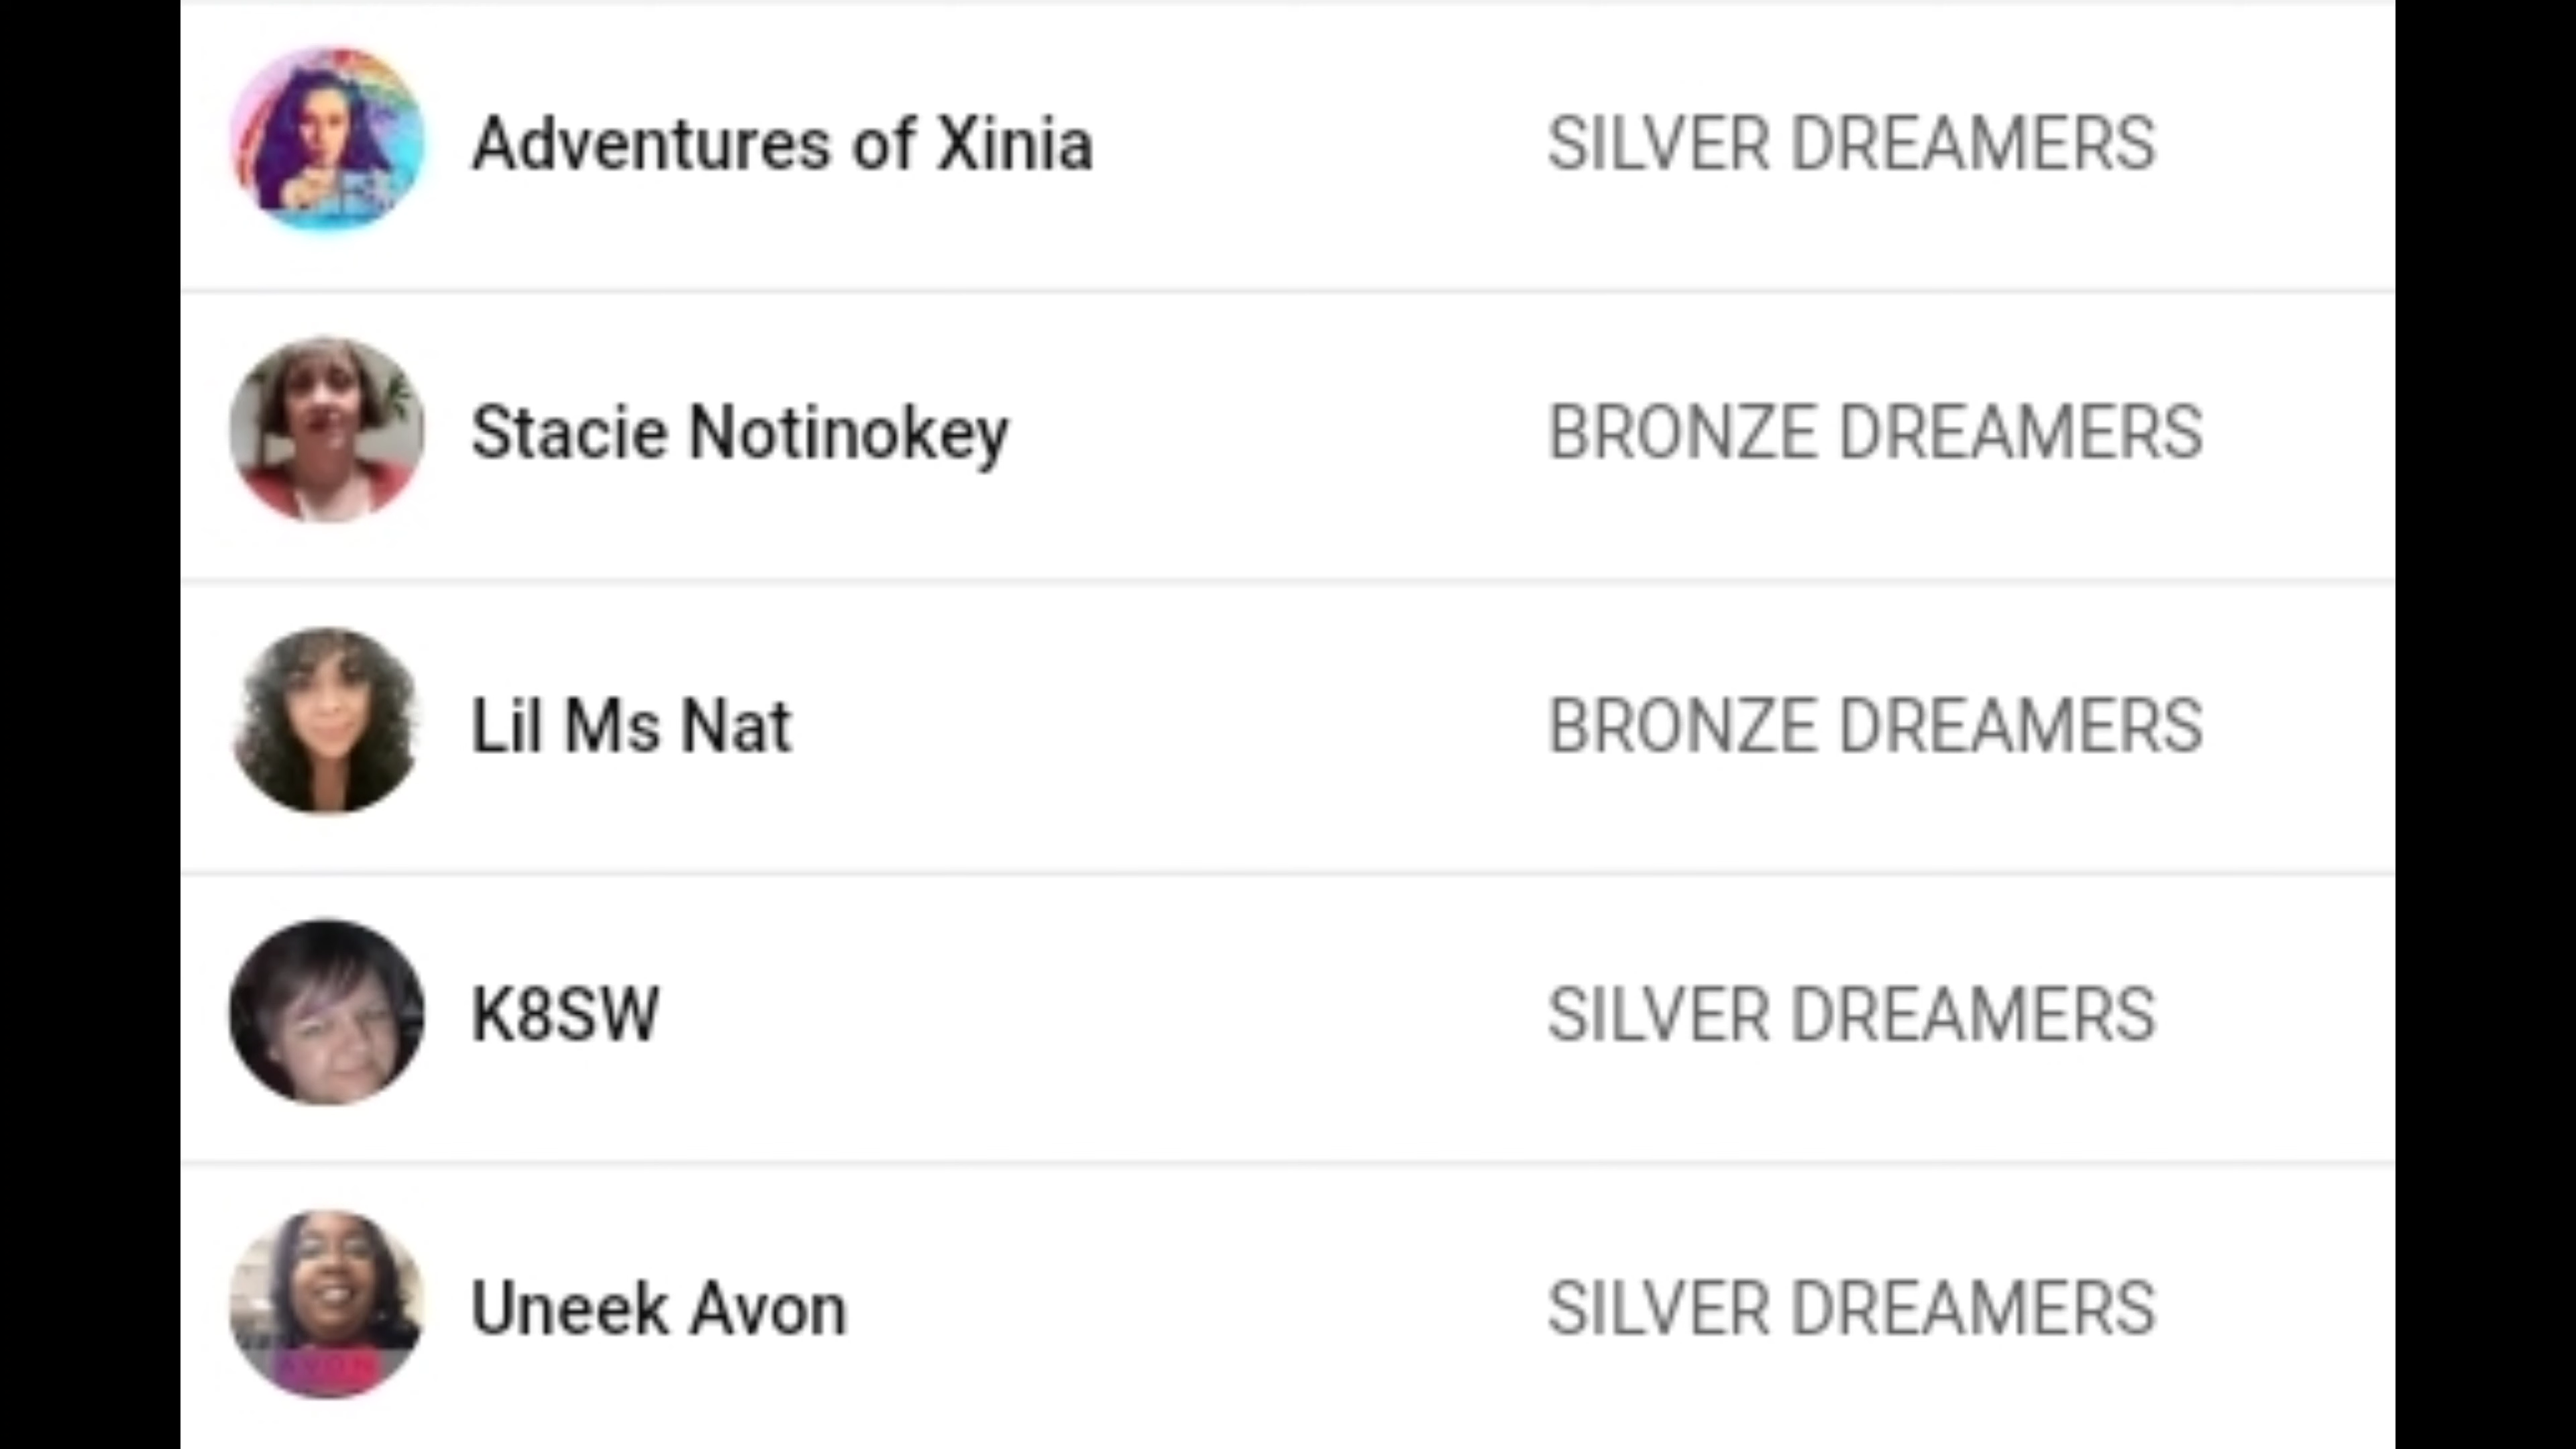 Adventures of Xinia SILVER DREAMERS
Stacie Notinokey BRONZE DREAMERS
Lil Ms Nat BRONZE DREAMERS
K8SW SILVER DREAMERS
Uneek Avon SILVER DREAMERS